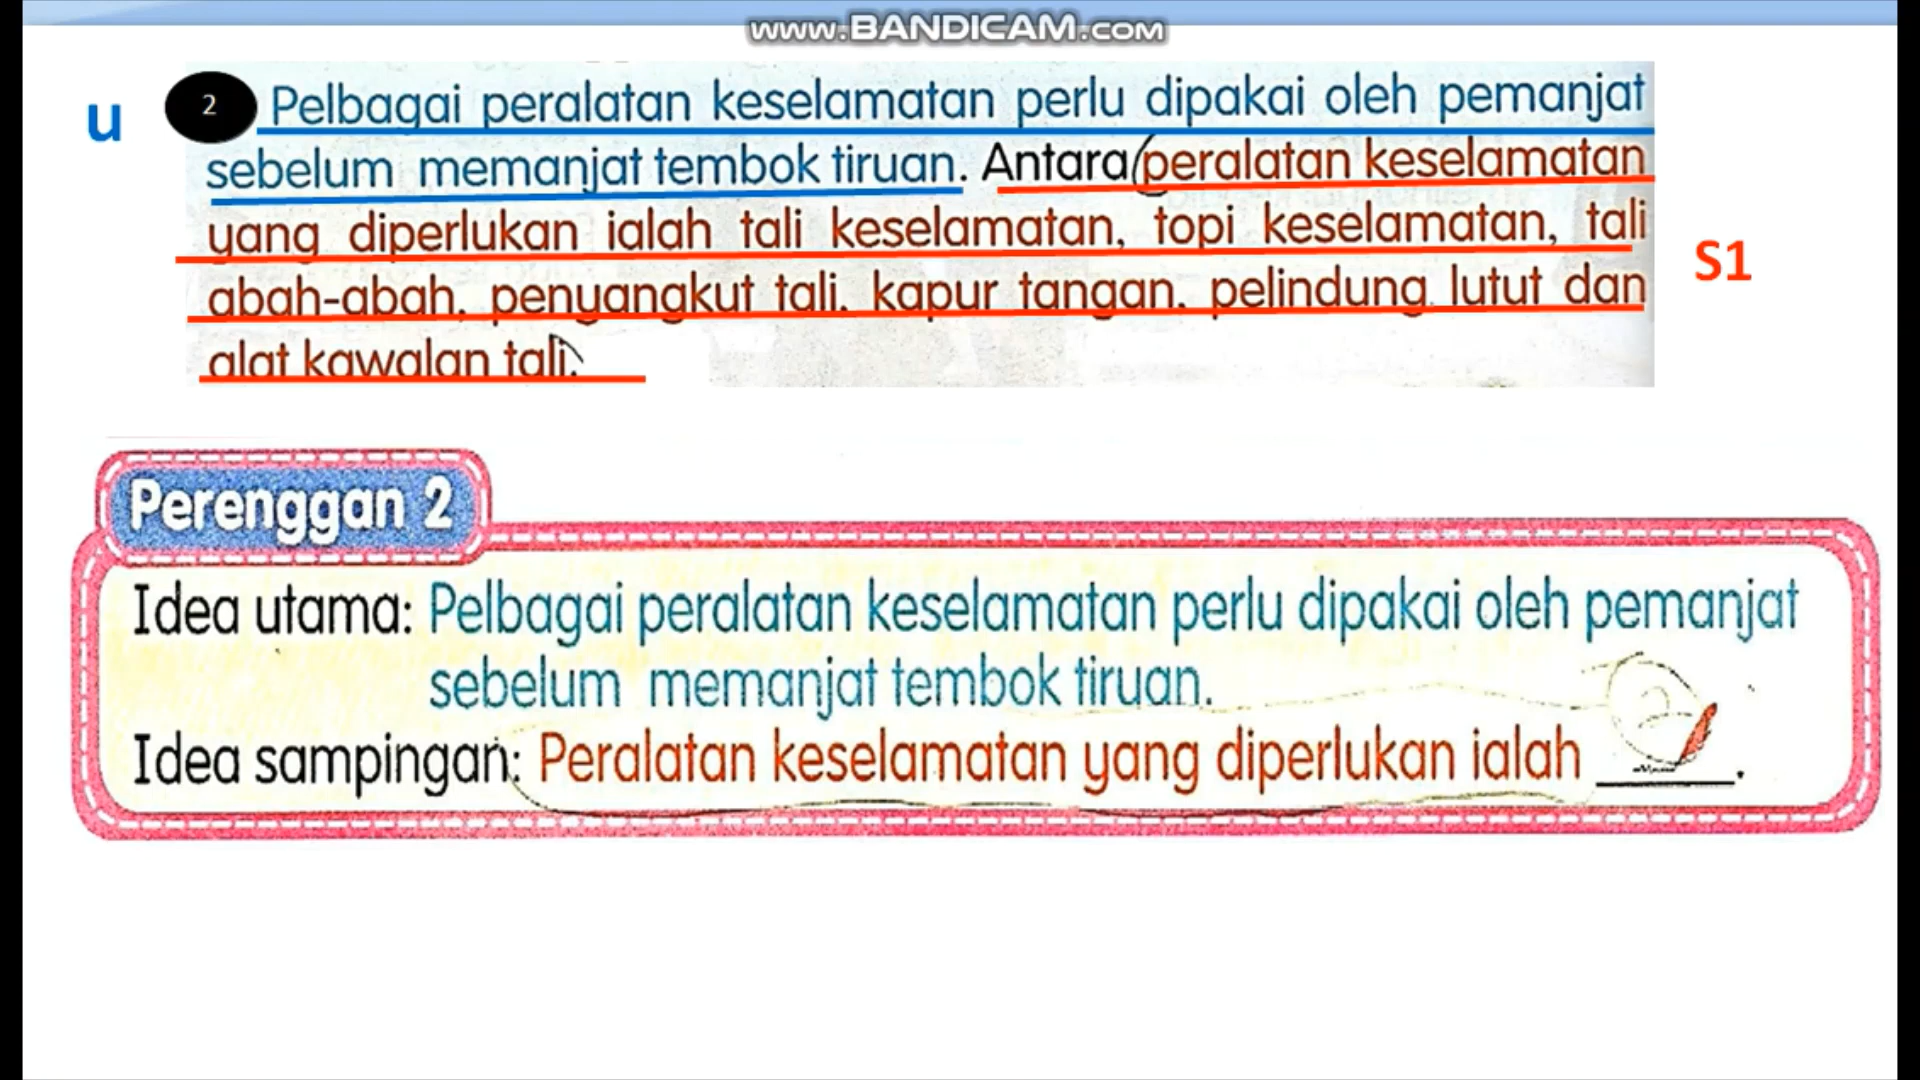 www.BANDICAM.com
u 2 Pelbagai peralatan keselamatan perlu dipakai oleh pemanjat
sebelum memanjat tembok tiruan. Antara peralatan keselamatan
yang diperlukan ialah tali keselamatan, topi keselamatan, tali
S1
abah-abah, penyangkut tali, kapur tangan, pelindung lutut dan
alat kawalan tali.
Perenggan 2
Idea utama: Pelbagai peralatan keselamatan perlu dipakai oleh pemanjat
sebelum memanjat tembok tiruan.
Idea sampingan: Peralatan keselamatan yang diperlukan ialah ______.